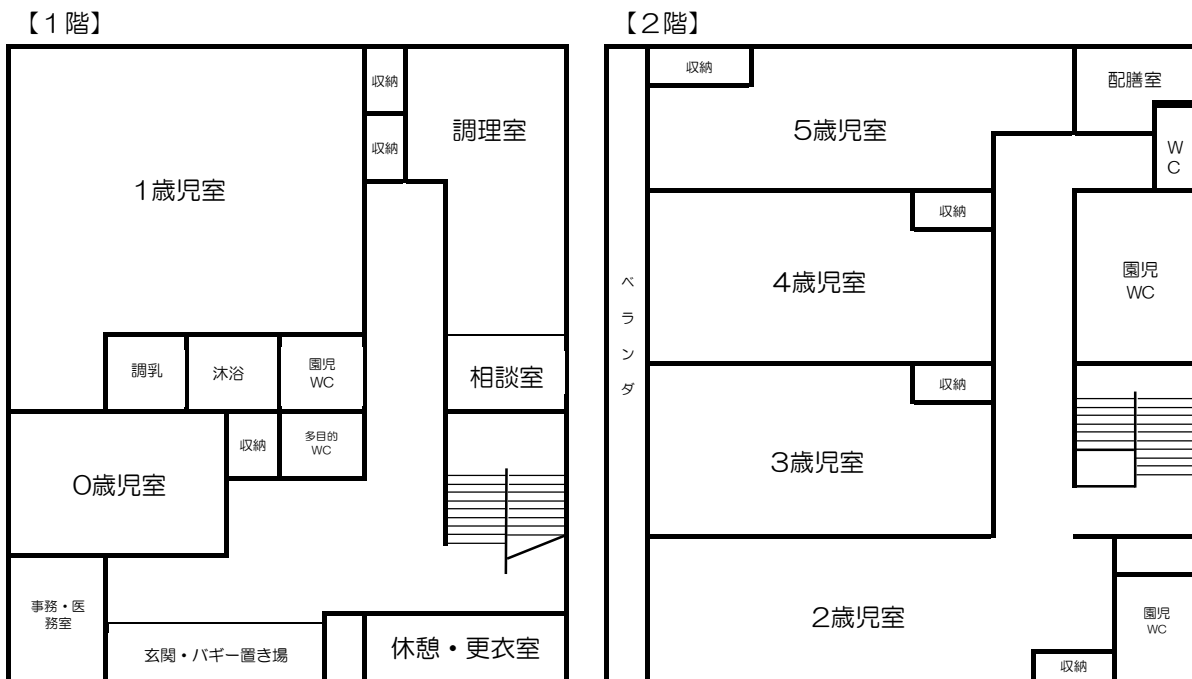 【１階】
収納
調理室
収納
1歳児室
調乳
沐浴
園児
WC
相談室
収納
多目的
WC
0歳児室
事務・医
務室
玄関・バギー置き場
休憩・更衣室
【２階】
収納
配膳室
5歳児室
W
C
収納
4歳児室
園児
WC
ベ
ラ
ン
ダ
収納
3歳児室
2歳児室
園児
WC
収納